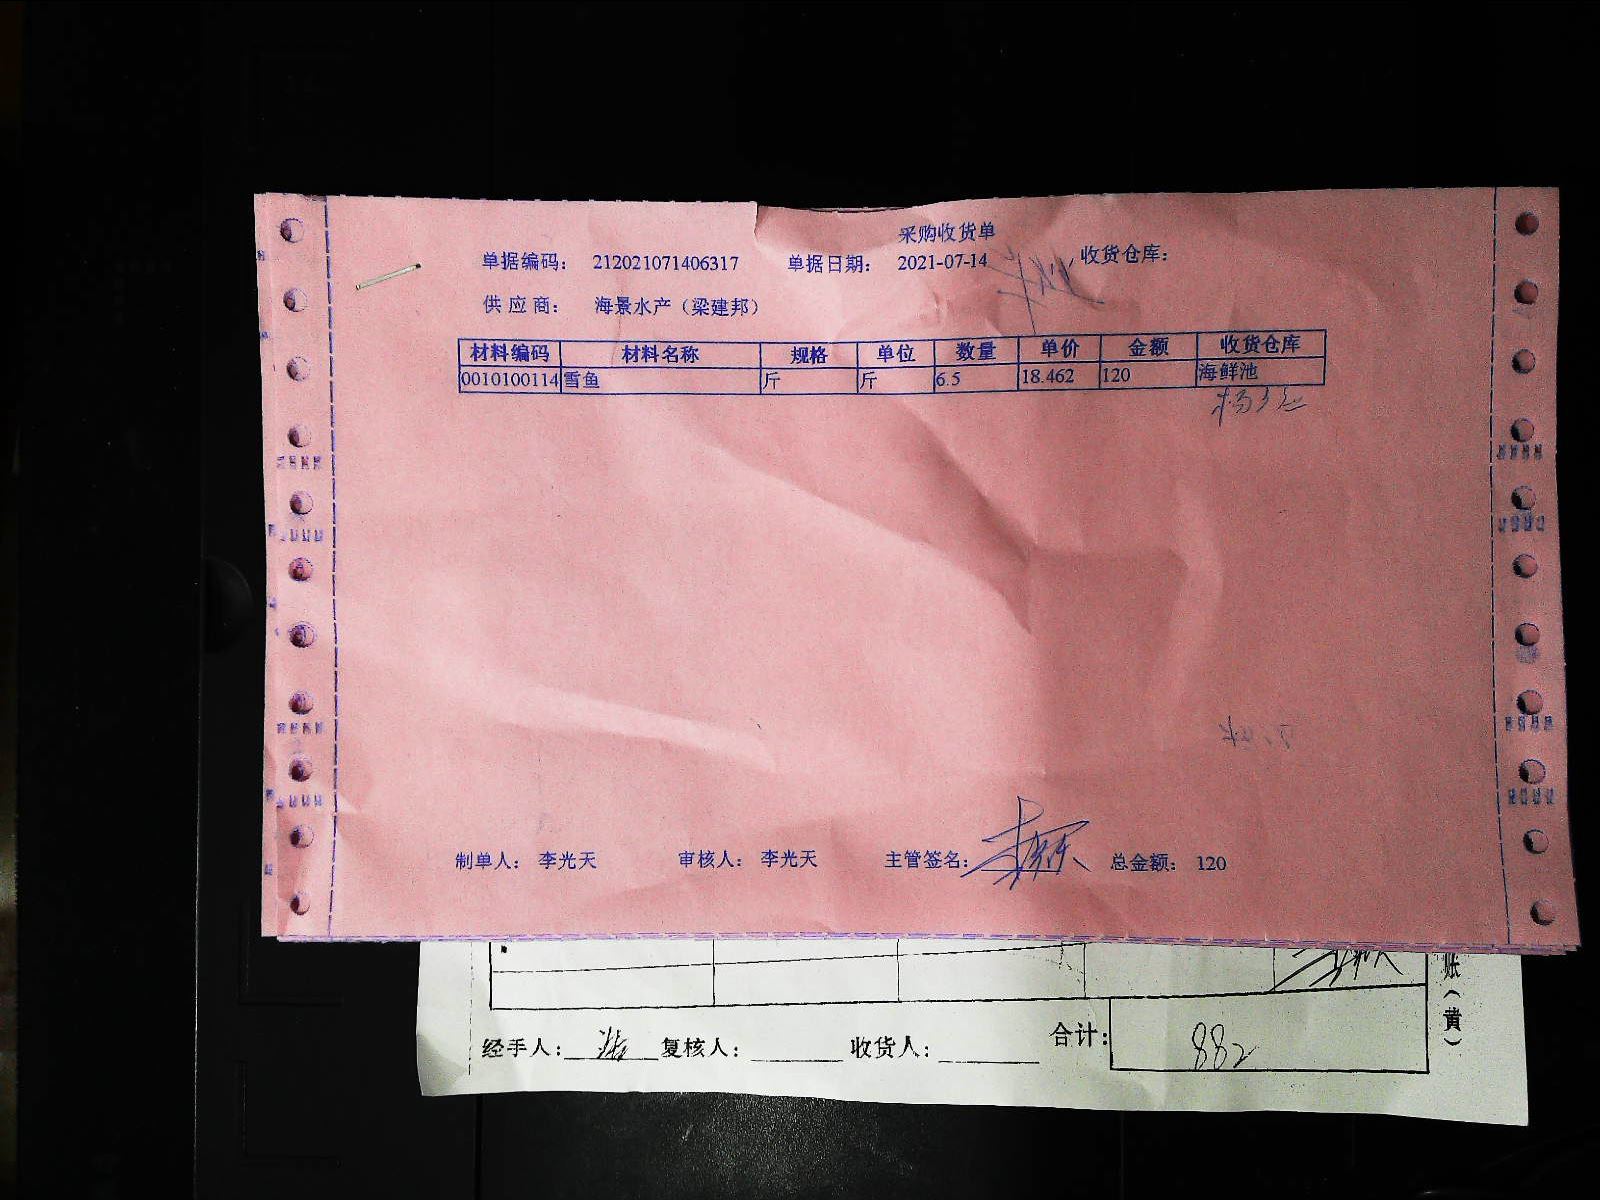 采购收货单
单据编码： 212021071406317 单据日期： 2021-07-14 收货仓库：
供 应 商： 海景水产（梁建邦）
材料编码 材料名称 规格 单位 数量 单价 金额 收货仓库
0010100114 雪鱼 斤 斤 6.5 18.462 120 海鲜池
制单人： 李光天 审核人： 李光天 主管签名： 总金额： 120
账（黄）
经手人： 复核人： 收货人： 合计： 882